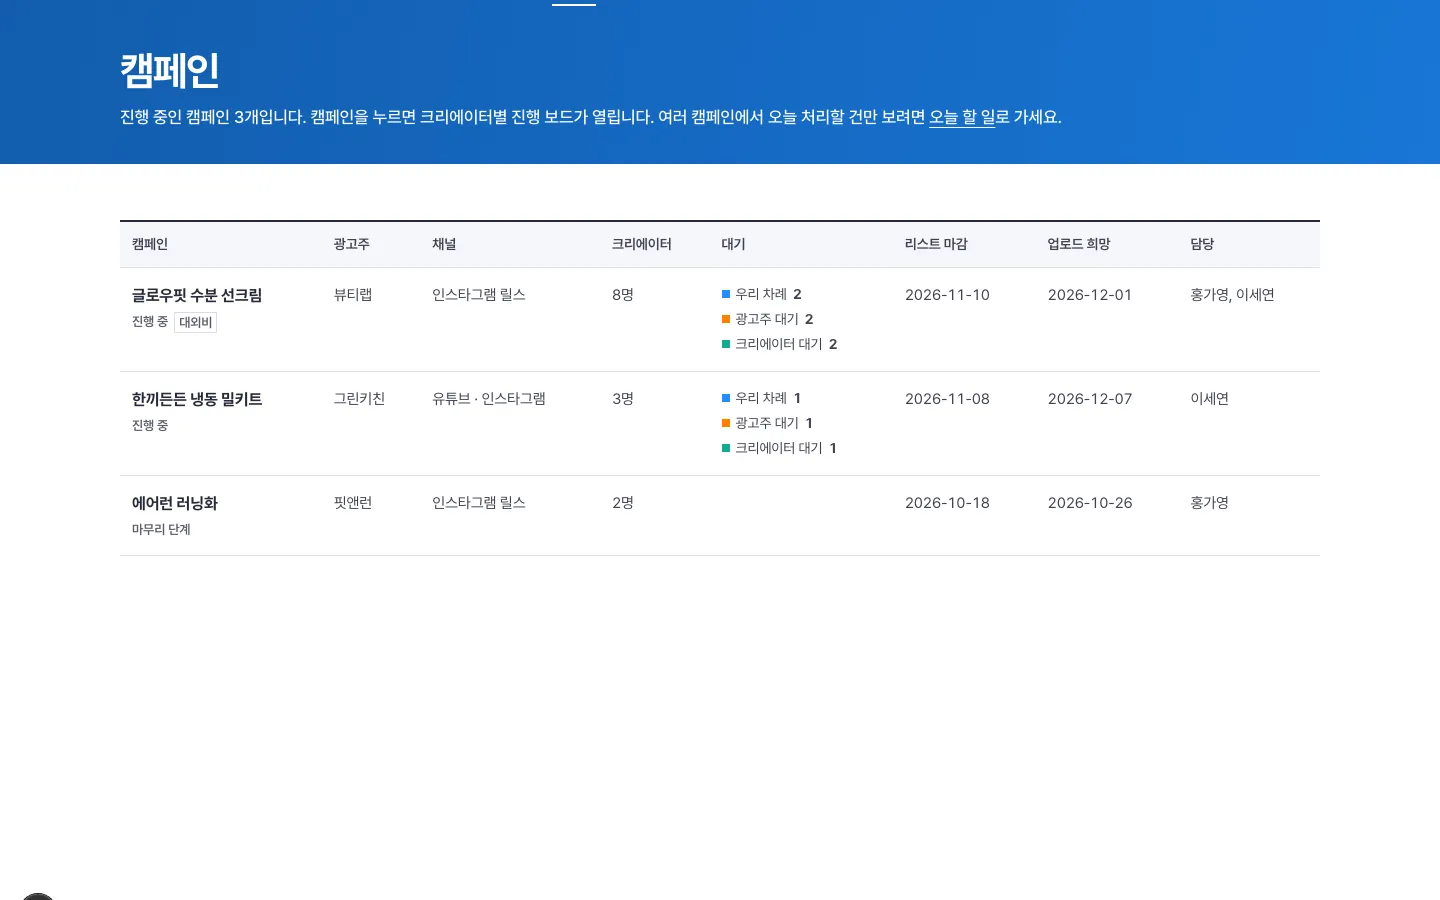 캠페인
진행 중인 캠페인 3개입니다. 캠페인을 누르면 크리에이터별 진행 보드가 열립니다. 여러 캠페인에서 오늘 처리할 건만 보려면 오늘 할 일로 가세요.
캠페인 광고주 채널 크리에이터 대기 리스트 마감 업로드 희망 담당
글로우핏 수분 선크림 뷰티랩 인스타그램 릴스 8명 우리 차례 2 2026-11-10 2026-12-01 홍가영, 이세연
진행 중 대외비 광고주 대기 2
크리에이터 대기 2
한끼든든 냉동 밀키트 그린키친 유튜브 · 인스타그램 3명 우리 차례 1 2026-11-08 2026-12-07 이세연
진행 중 광고주 대기 1
크리에이터 대기 1
에어런 러닝화 핏앤런 인스타그램 릴스 2명 2026-10-18 2026-10-26 홍가영
마무리 단계